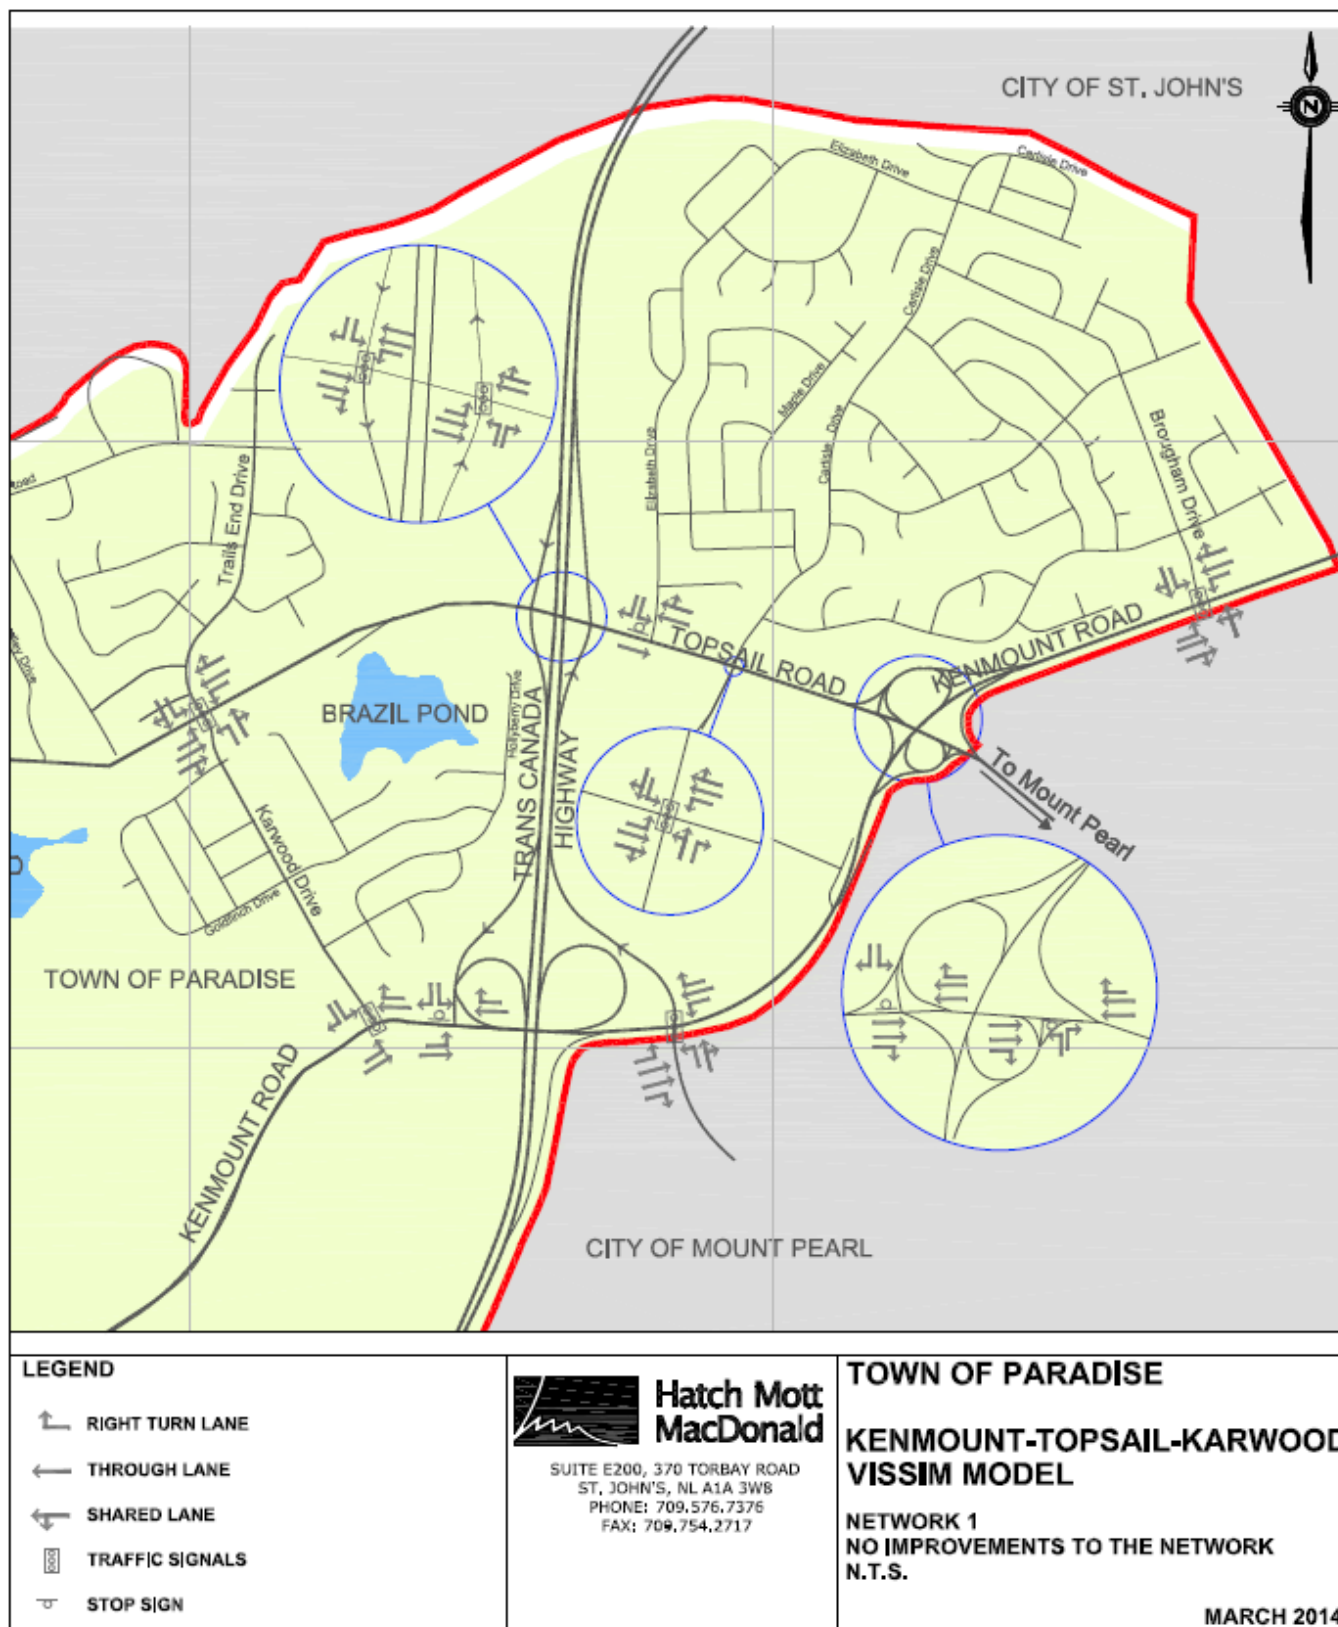 CITY OF ST. JOHN'S
N
Elizabeth Drive
Carlisle Drive
Carlisle Drive
Maple Drive
Elizabeth Drive
Carlisle Drive
Brougham Drive
oad
Trails End Drive
ley Drive
TOPSAIL ROAD
KENMOUNT ROAD
BRAZIL POND
Hollyberry Drive
TRANS CANADA
HIGHWAY
To Mount Pearl
Karwood Drive
Goldfinch Drive
TOWN OF PARADISE
KENMOUNT ROAD
CITY OF MOUNT PEARL
LEGEND
RIGHT TURN LANE
THROUGH LANE
SHARED LANE
TRAFFIC SIGNALS
STOP SIGN
Hatch Mott
MacDonald
SUITE E200, 370 TORBAY ROAD
ST. JOHN'S, NL A1A 3W8
PHONE: 709.576.7376
FAX: 709.754.2717
TOWN OF PARADISE
KENMOUNT-TOPSAIL-KARWOOD
VISSIM MODEL
NETWORK 1
NO IMPROVEMENTS TO THE NETWORK
N.T.S.
MARCH 2014